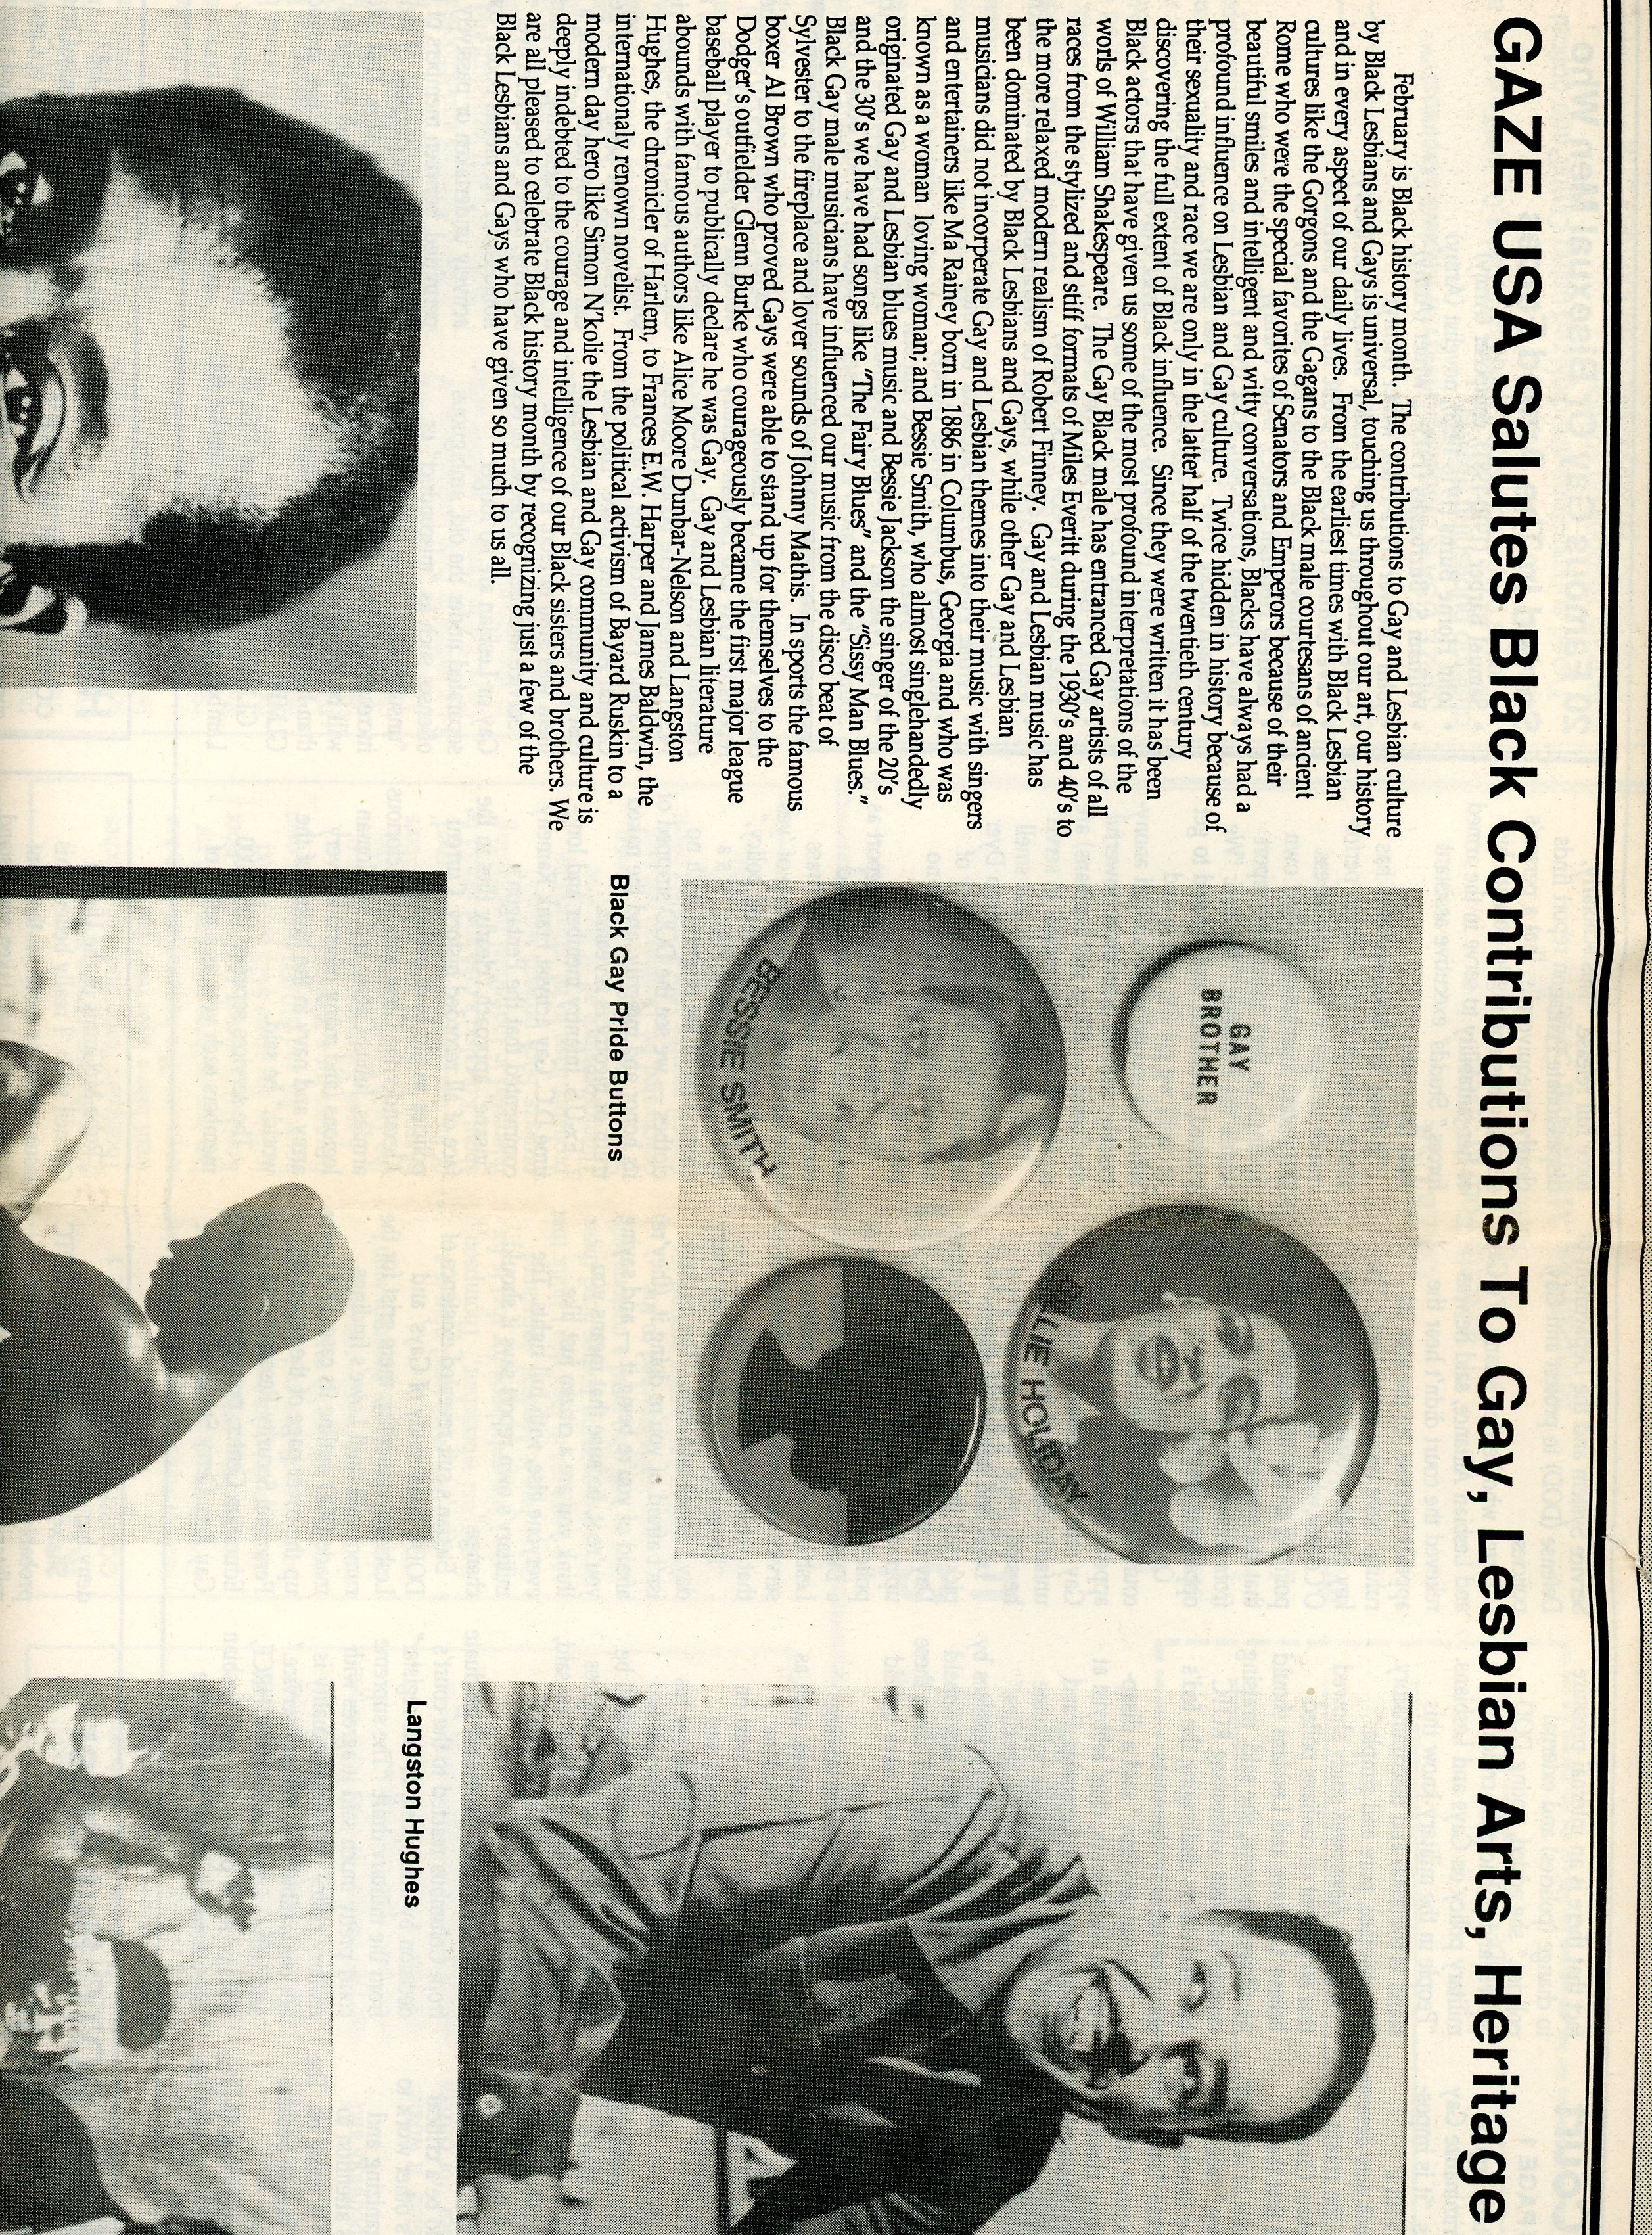 GAZE USA Salutes Black Contributions To Gay, Lesbian Arts, Heritage
February is Black history month. The contributions to Gay and Lesbian culture
by Black Lesbians and Gays is universal, touching us throughout our art, our history
and in every aspect of our daily lives. From the earliest times with Black Lesbian
cultures like the Gorgons and the Gagans to the Black male courtesans of ancient
Rome who were the special favorites of Senators and Emperors because of their
beautiful smiles and intelligent and witty conversations, Blacks have always had a
profound influence on Lesbian and Gay culture. Twice hidden in history because of
their sexuality and race we are only in the latter half of the twentieth century
discovering the full extent of Black influence. Since they were written it has been
Black actors that have given us some of the most profound interpretations of the
worls of William Shakespeare. The Gay Black male has entranced Gay artists of all
races from the stylized and stiff formats of Miles Everitt during the 1930's and 40's to
the more relaxed modern realism of Robert Finney. Gay and Lesbian music has
been dominated by Black Lesbians and Gays, while other Gay and Lesbian
musicians did not incorperate Gay and Lesbian themes into their music with singers
and entertainers like Ma Rainey born in 1886 in Columbus, Georgia and who was
known as a woman loving woman; and Bessie Smith, who almost singlehandedly
originated Gay and Lesbian blues music and Bessie Jackson the singer of the 20's
and the 30's we have had songs like "The Fairy Blues" and the "Sissy Man Blues."
Black Gay male musicians have influenced our music from the disco beat of
Sylvester to the fireplace and lover sounds of Johnny Mathis. In sports the famous
boxer Al Brown who proved Gays were able to stand up for themselves to the
Dodger's outfielder Glenn Burke who courageously became the first major league
baseball player to publically declare he was Gay. Gay and Lesbian literature
abounds with famous authors like Alice Moore Dunbar-Nelson and Langston
Hughes, the chronicler of Harlem, to Frances E.W. Harper and James Baldwin, the
internationaly renown novelist. From the political activism of Bayard Ruskin to a
modern day hero like Simon N'kolie the Lesbian and Gay community and culture is
deeply indebted to the courage and intelligence of our Black sisters and brothers. We
are all pleased to celebrate Black history month by recognizing just a few of the
Black Lesbians and Gays who have given so much to us all.
GAY
BROTHER
BILLIE HOLIDAY
BESSIE SMITH
Black Gay Pride Buttons
Langston Hughes